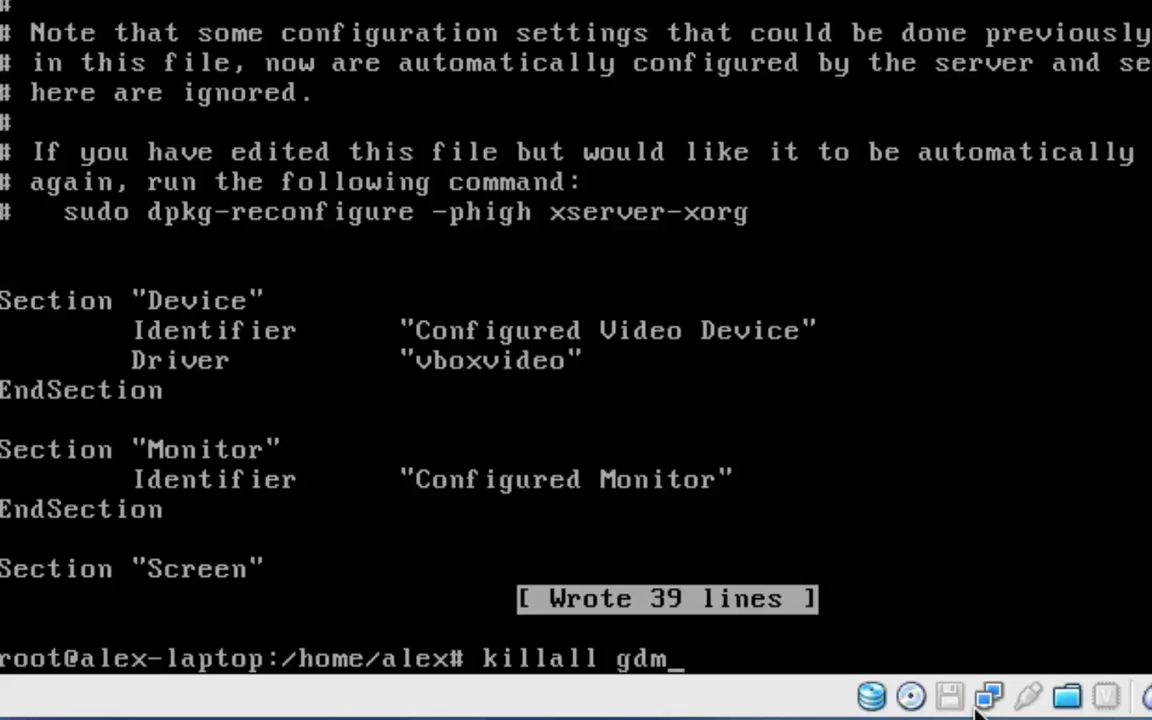 #
# Note that some configuration settings that could be done previously
# in this file, now are automatically configured by the server and se
# here are ignored.
#
# If you have edited this file but would like it to be automatically
# again, run the following command:
#   sudo dpkg-reconfigure -phigh xserver-xorg
Section "Device"
        Identifier      "Configured Video Device"
        Driver          "vboxvideo"
EndSection
Section "Monitor"
        Identifier      "Configured Monitor"
EndSection
Section "Screen"
[ Wrote 39 lines ]
root@alex-laptop:/home/alex# killall gdm_